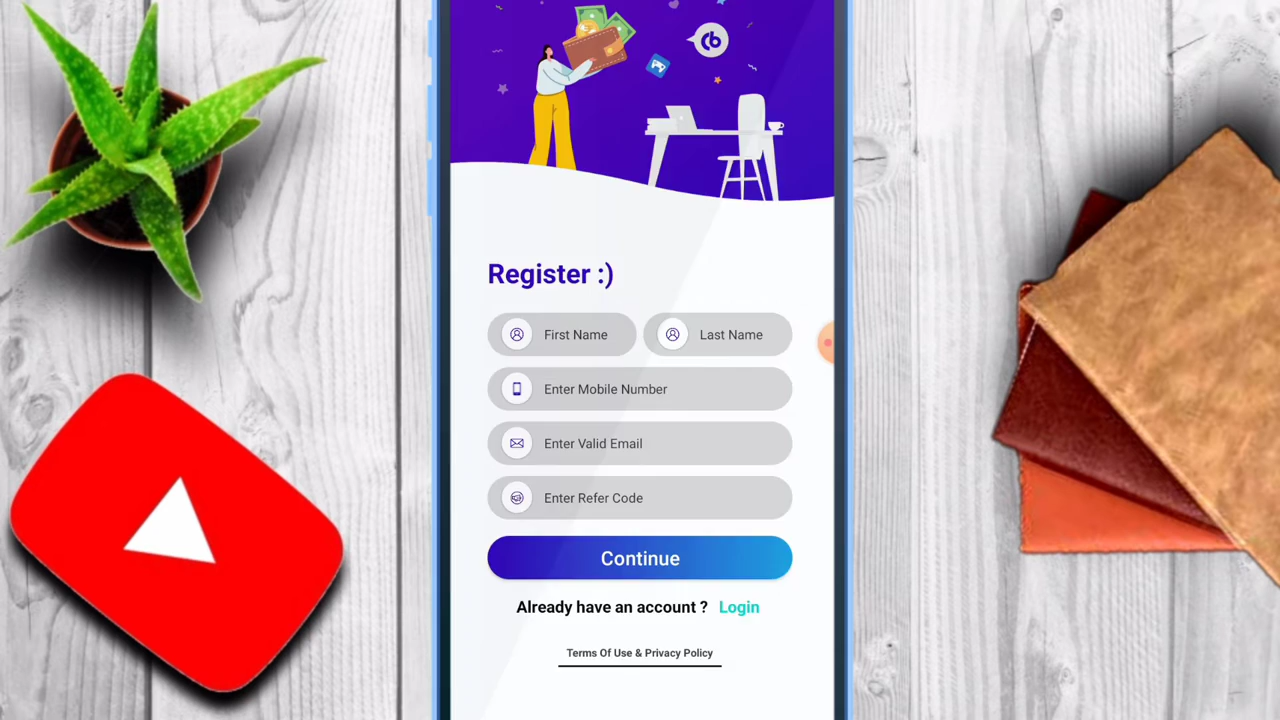 Register :)
First Name
Last Name
Enter Mobile Number
Enter Valid Email
Enter Refer Code
Continue
Already have an account ? Login
Terms Of Use & Privacy Policy